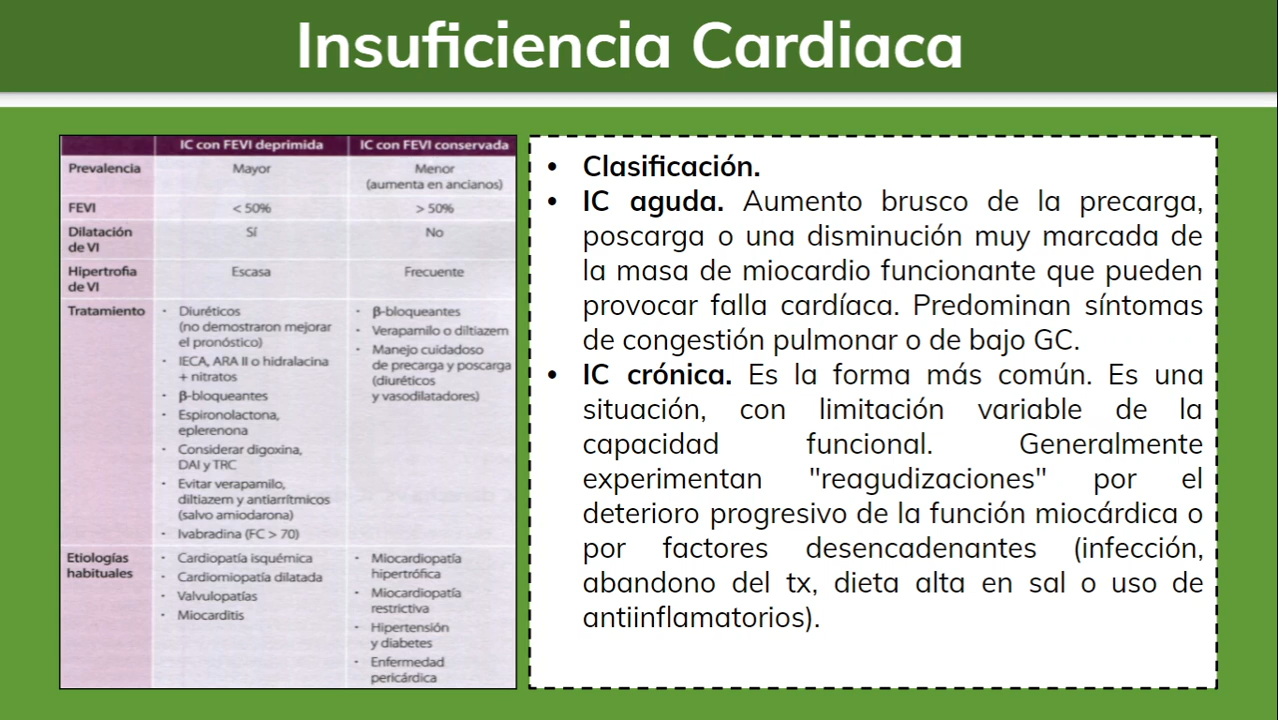 Insuficiencia Cardiaca
IC con FEVI deprimida IC con FEVI conservada
Prevalencia Mayor Menor
(aumenta en ancianos)
FEVI < 50% > 50%
Dilatación Sí No
de VI
Hipertrofia Escasa Frecuente
de VI
Tratamiento
· Diuréticos
(no demostraron mejorar
el pronóstico)
· IECA, ARA II o hidralacina
+ nitratos
· β-bloqueantes
· Espironolactona,
eplerenona
· Considerar digoxina,
DAI y TRC
· Evitar verapamilo,
diltiazem y antiarrítmicos
(salvo amiodarona)
· Ivabradina (FC > 70)
· β-bloqueantes
· Verapamilo o diltiazem
· Manejo cuidadoso
de precarga y poscarga
(diuréticos
y vasodilatadores)
Etiologías
habituales
· Cardiopatía isquémica
· Cardiomiopatía dilatada
· Valvulopatías
· Miocarditis
· Miocardiopatía
hipertrófica
· Miocardiopatía
restrictiva
· Hipertensión
y diabetes
· Enfermedad
pericárdica
• Clasificación.
• IC aguda. Aumento brusco de la precarga,
poscarga o una disminución muy marcada de
la masa de miocardio funcionante que pueden
provocar falla cardíaca. Predominan síntomas
de congestión pulmonar o de bajo GC.
• IC crónica. Es la forma más común. Es una
situación, con limitación variable de la
capacidad funcional. Generalmente
experimentan "reagudizaciones" por el
deterioro progresivo de la función miocárdica o
por factores desencadenantes (infección,
abandono del tx, dieta alta en sal o uso de
antiinflamatorios).